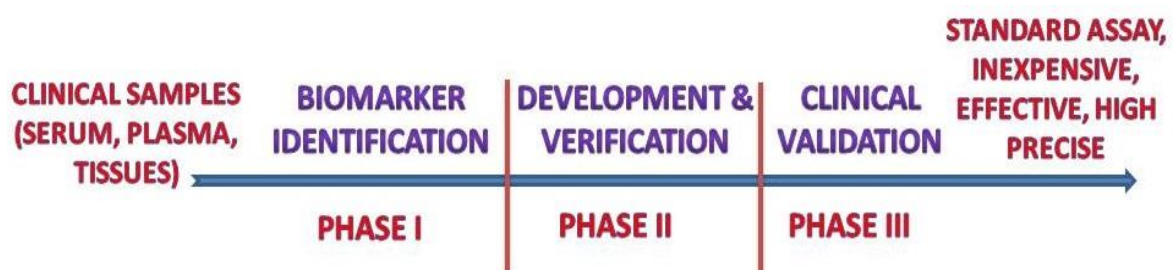 CLINICAL SAMPLES
(SERUM, PLASMA,
TISSUES)
BIOMARKER
IDENTIFICATION
PHASE I
DEVELOPMENT &
VERIFICATION
PHASE II
CLINICAL
VALIDATION
PHASE III
STANDARD ASSAY,
INEXPENSIVE,
EFFECTIVE, HIGH
PRECISE